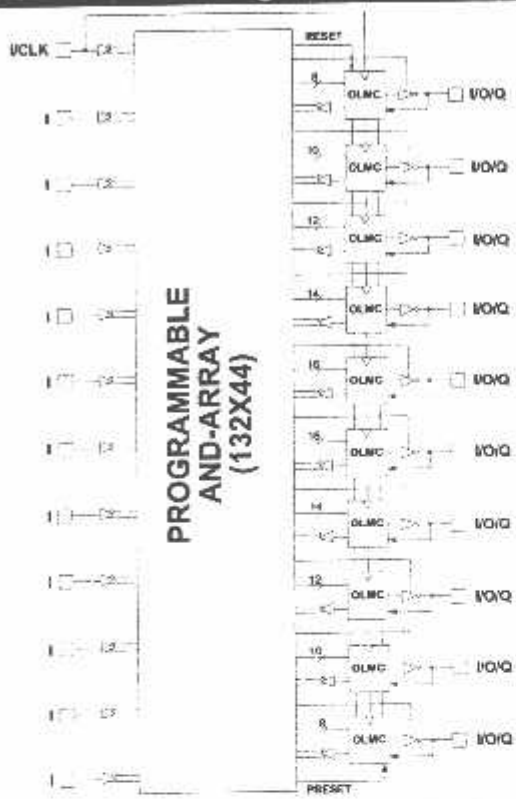 RESET
I/CLK
8
OLMC
I/O/Q
I
10
OLMC
I/O/Q
I
12
OLMC
I/O/Q
I
14
OLMC
I/O/Q
I
16
OLMC
I/O/Q
I
16
OLMC
I/O/Q
I
14
OLMC
I/O/Q
I
12
OLMC
I/O/Q
I
10
OLMC
I/O/Q
I
8
OLMC
I/O/Q
I
I
PRESET
PROGRAMMABLE
AND-ARRAY
(132X44)